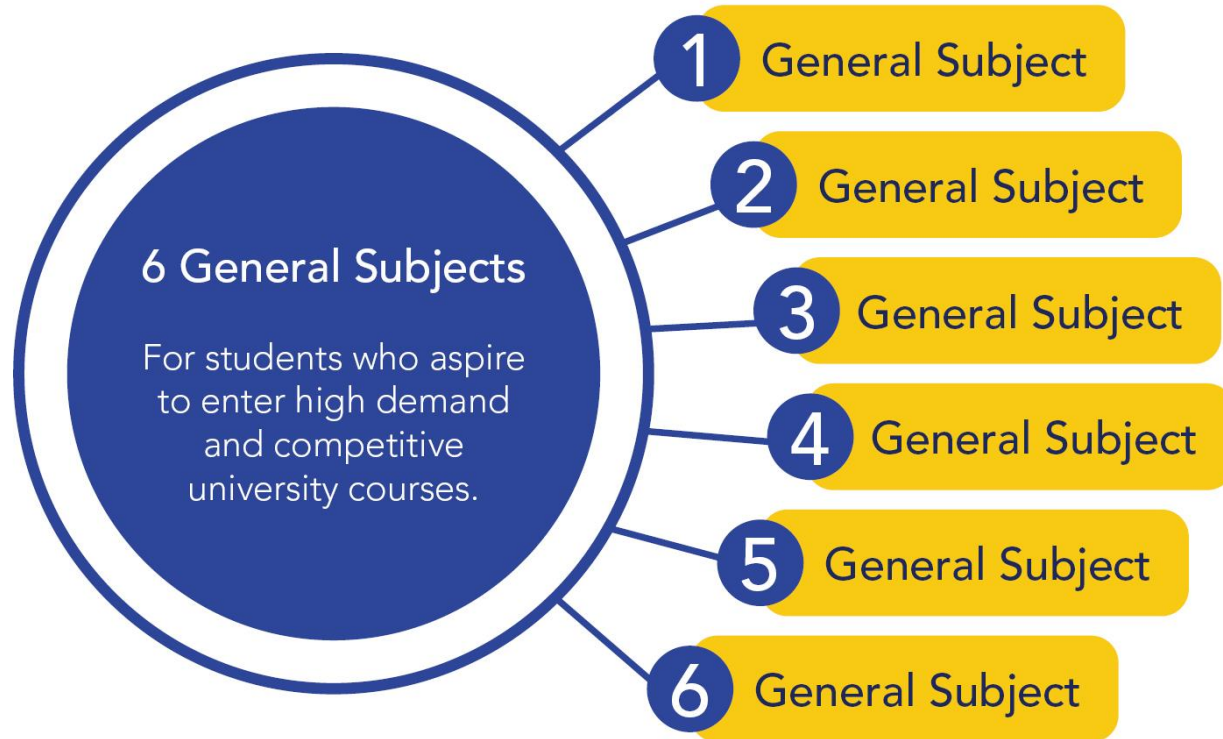 6 General Subjects
For students who aspire
to enter high demand
and competitive
university courses.
1 General Subject
2 General Subject
3 General Subject
4 General Subject
5 General Subject
6 General Subject